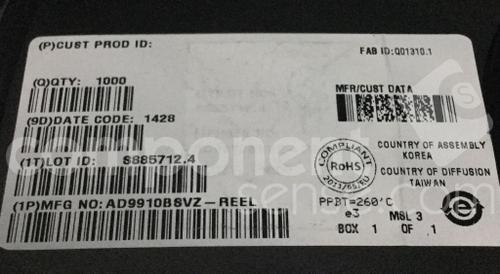 (P)CUST PROD ID:
FAB ID:Q01310.1
(Q)QTY: 1000
MFR/CUST DATA
(9D)DATE CODE: 1428
(1T)LOT ID: S885712.4
COMPLIANT
RoHS
COUNTRY OF ASSEMBLY
KOREA
COUNTRY OF DIFFUSION
TAIWAN
(1P)MFG NO: AD9910BSVZ-REEL
PPBT=260'C
e3
MSL 3
BOX 1 OF 1
e
component
sense.com